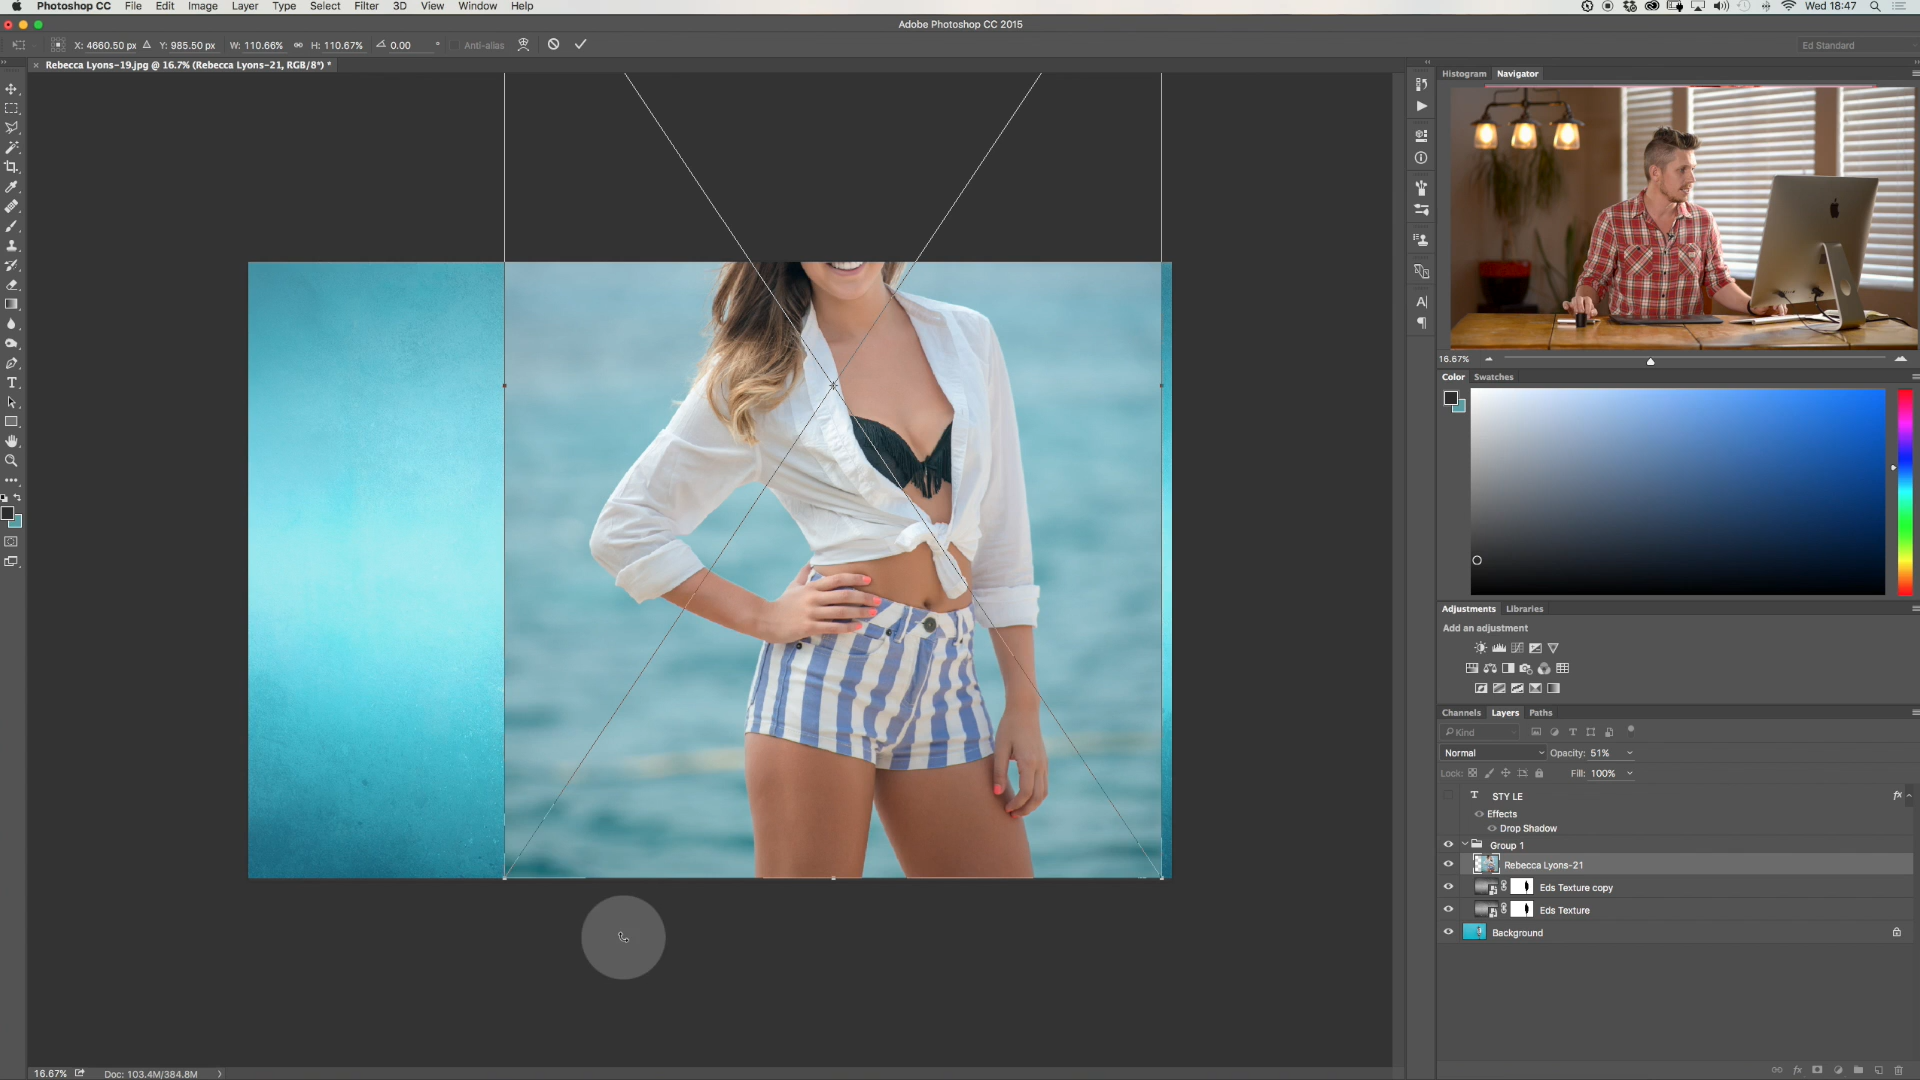 Photoshop CC File Edit Image Layer Type Select Filter 3D View Window Help Wed 18:47
Adobe Photoshop CC 2015
X: 4660.50 px Y: 985.50 px W: 110.66% H: 110.67% 0.00 ° Anti-alias Ed Standard
× Rebecca Lyons-19.jpg @ 16.7% (Rebecca Lyons-21, RGB/8*) *
Histogram Navigator
16.67%
Color Swatches
Adjustments Libraries
Add an adjustment
Channels Layers Paths
Kind
Normal Opacity: 51%
Lock: Fill: 100%
T STYLE fx
Effects
Drop Shadow
Group 1
Rebecca Lyons-21
Eds Texture copy
Eds Texture
Background
16.67% Doc: 103.4M/384.8M